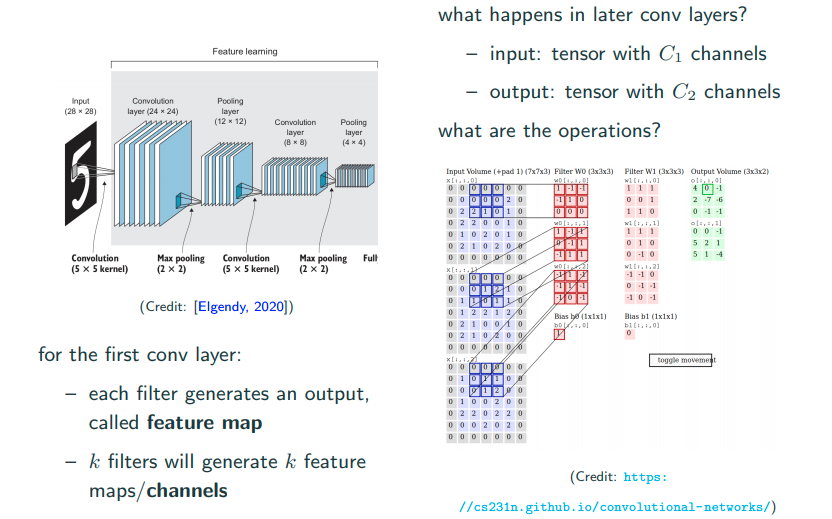 Feature learning
Input
(28 × 28)
Convolution
layer (24 × 24)
Pooling
layer
(12 × 12)
Convolution
layer
(8 × 8)
Pooling
layer
(4 × 4)
5
Convolution
(5 × 5 kernel)
Max pooling
(2 × 2)
Convolution
(5 × 5 kernel)
Max pooling
(2 × 2)
Full
(Credit: [Elgendy, 2020])
for the first conv layer:
– each filter generates an output,
called feature map
– k filters will generate k feature
maps/channels
what happens in later conv layers?
– input: tensor with C₁ channels
– output: tensor with C₂ channels
what are the operations?
Input Volume (+pad 1) (7x7x3)
x[:,:,0]
0 0 0 0 0 0 0
0 0 0 0 0 2 0
0 2 2 1 0 1 0
0 2 2 0 0 1 0
0 1 0 2 0 1 0
0 2 1 0 2 0 0
0 0 0 0 0 0 0
x[:,:,1]
0 0 0 0 0 0 0
0 0 0 1 2 1 0
0 1 1 0 1 1 0
0 1 2 2 1 2 0
0 2 1 0 0 1 0
0 2 1 0 2 0 0
0 0 0 0 0 0 0
x[:,:,2]
0 0 0 0 0 0 0
0 1 0 1 1 0 0
0 0 0 1 2 0 0
0 1 0 0 2 0 0
0 2 2 0 2 2 0
0 0 0 2 0 2 0
0 0 0 0 0 0 0
Filter W0 (3x3x3)
w0[:,:,0]
1 -1 -1
-1 1 0
0 0 0
w0[:,:,1]
1 -1 1
0 -1 1
-1 1 1
w0[:,:,2]
-1 1 -1
-1 1 -1
-1 0 -1
Bias b0 (1x1x1)
b0[:,:,0]
1
Filter W1 (3x3x3)
w1[:,:,0]
1 1 1
0 0 1
1 1 0
w1[:,:,1]
1 1 1
0 1 0
0 -1 0
w1[:,:,2]
-1 -1 0
-1 0 0
-1 0 -1
Bias b1 (1x1x1)
b1[:,:,0]
0
Output Volume (3x3x2)
o[:,:,0]
4 0 -1
2 -7 -6
0 -1 -1
o[:,:,1]
0 0 -1
5 2 1
5 1 -4
toggle movement
(Credit: https:
//cs231n.github.io/convolutional-networks/)